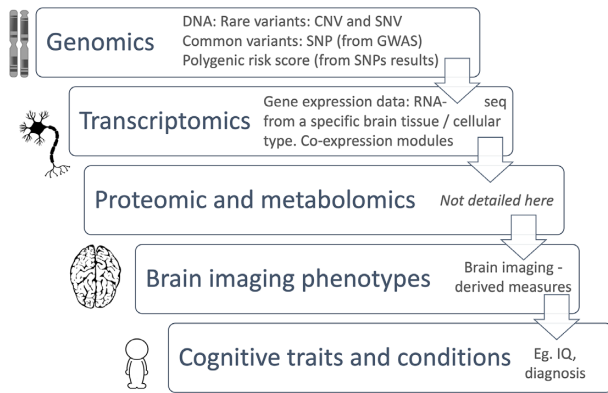 Genomics
DNA: Rare variants: CNV and SNV
Common variants: SNP (from GWAS)
Polygenic risk score (from SNPs results)
Transcriptomics
Gene expression data: RNA- seq
from a specific brain tissue / cellular
type. Co-expression modules
Proteomic and metabolomics
Not detailed here
Brain imaging phenotypes
Brain imaging -
derived measures
Cognitive traits and conditions
Eg. IQ,
diagnosis